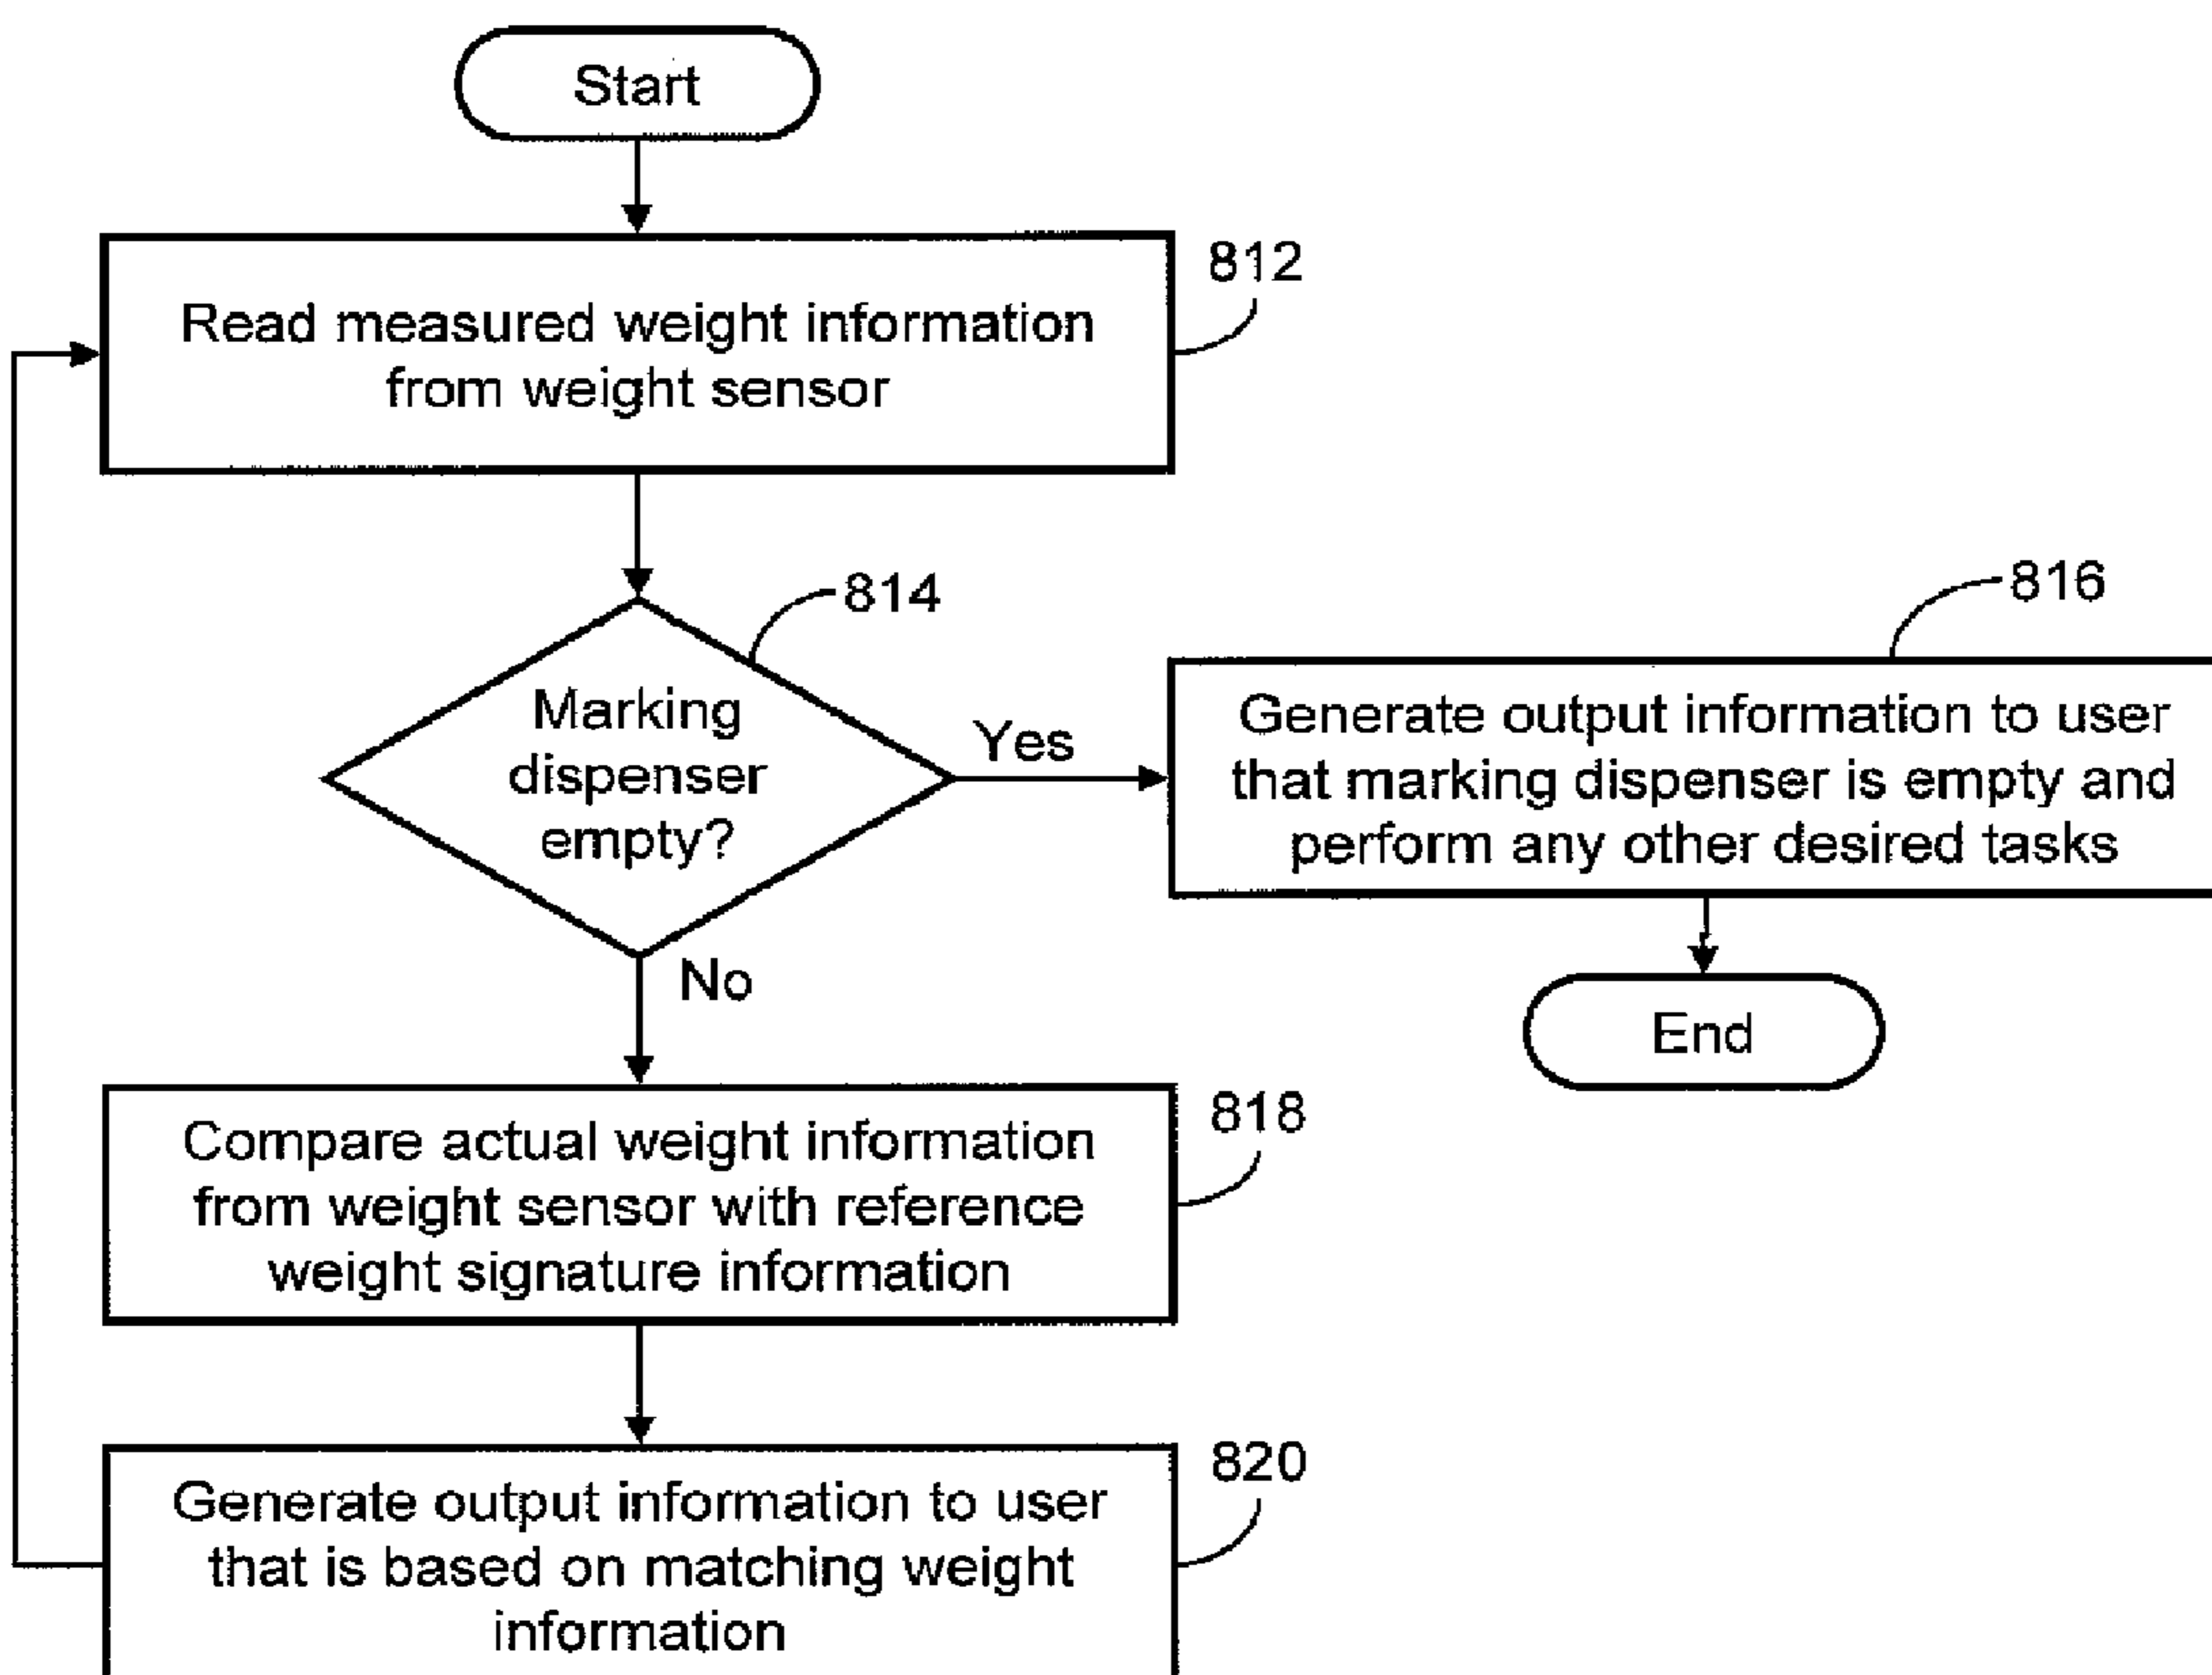 Start
812
Read measured weight information
from weight sensor
814
Marking
dispenser
empty?
Yes
816
Generate output information to user
that marking dispenser is empty and
perform any other desired tasks
No
End
818
Compare actual weight information
from weight sensor with reference
weight signature information
820
Generate output information to user
that is based on matching weight
information